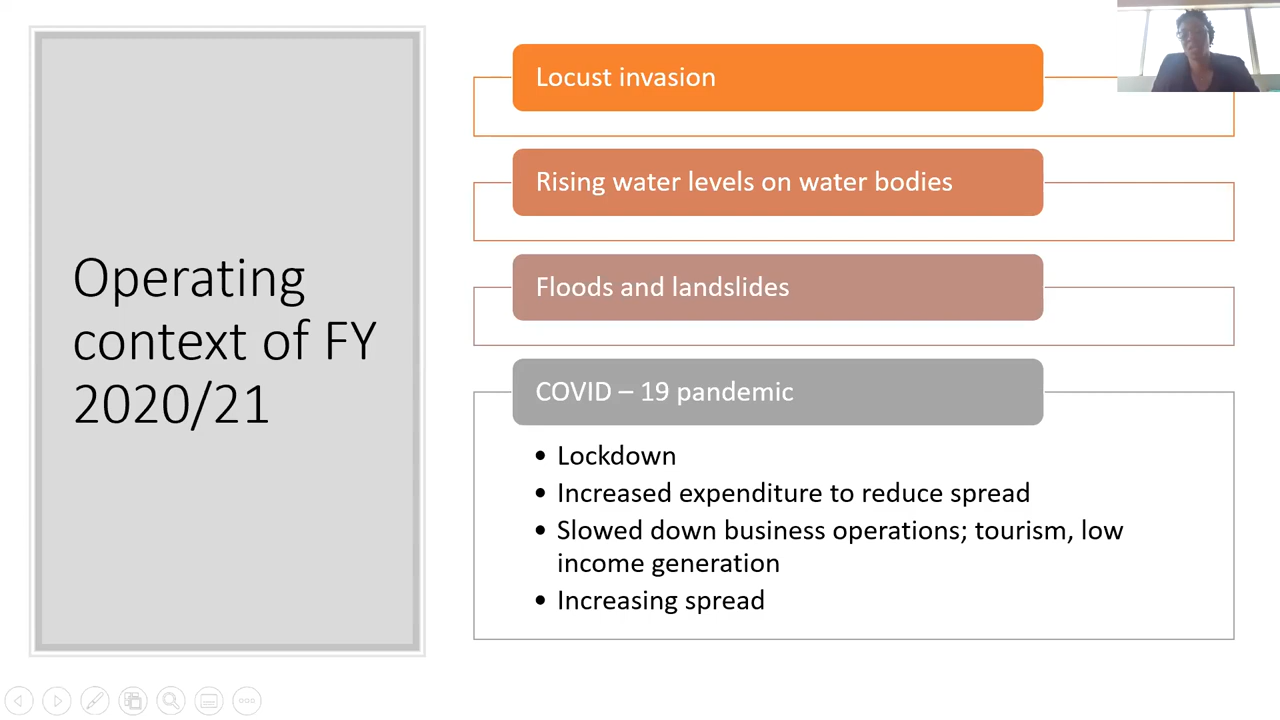 Operating
context of FY
2020/21
Locust invasion
Rising water levels on water bodies
Floods and landslides
COVID – 19 pandemic
• Lockdown
• Increased expenditure to reduce spread
• Slowed down business operations; tourism, low
income generation
• Increasing spread